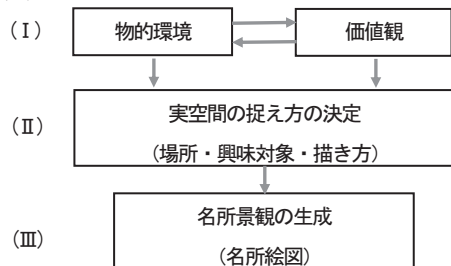 (Ⅰ) 物的環境 価値観
(Ⅱ) 実空間の捉え方の決定
(場所・興味対象・描き方)
(Ⅲ) 名所景観の生成
(名所絵図)